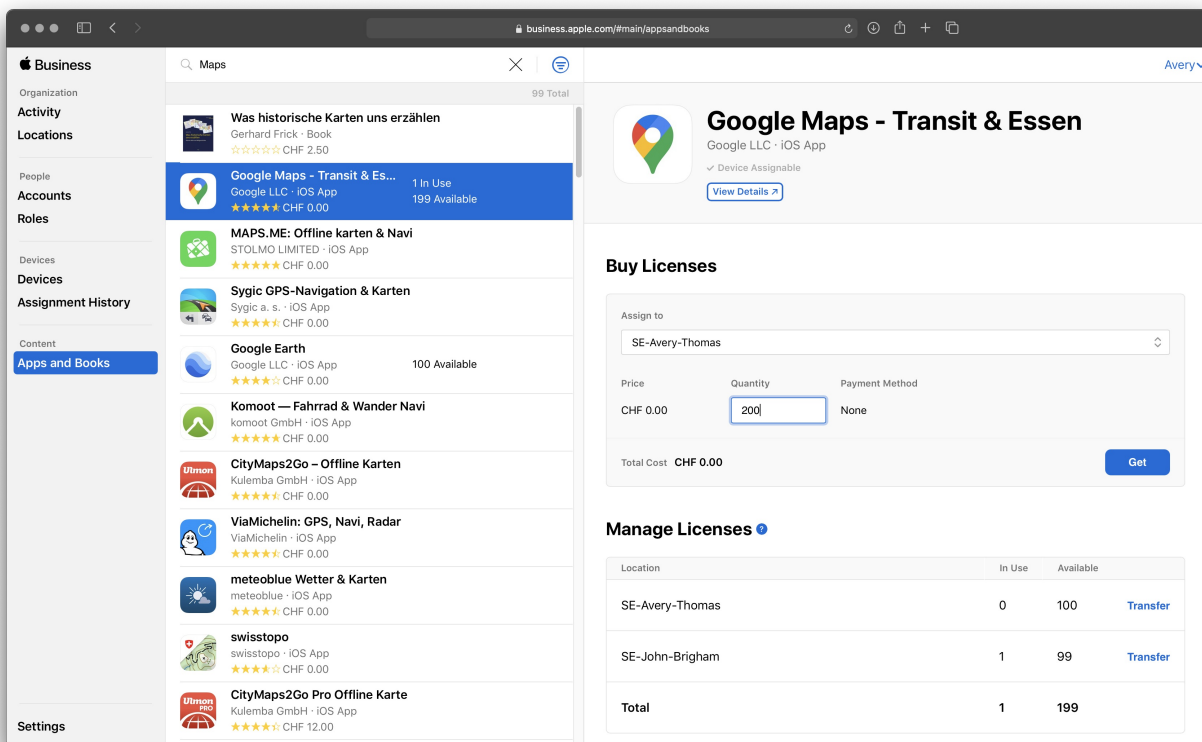 business.apple.com/#main/appsandbooks
Business
Organization
Activity
Locations
People
Accounts
Roles
Devices
Devices
Assignment History
Content
Apps and Books
Settings
Maps
99 Total
Was historische Karten uns erzählen
Gerhard Frick · Book
CHF 2.50
Google Maps - Transit & Es...
Google LLC · iOS App
CHF 0.00
1 In Use
199 Available
MAPS.ME: Offline karten & Navi
STOLMO LIMITED · iOS App
CHF 0.00
Sygic GPS-Navigation & Karten
Sygic a. s. · iOS App
CHF 0.00
Google Earth
Google LLC · iOS App
CHF 0.00
100 Available
Komoot — Fahrrad & Wander Navi
komoot GmbH · iOS App
CHF 0.00
Ulmon
CityMaps2Go – Offline Karten
Kulemba GmbH · iOS App
CHF 0.00
ViaMichelin: GPS, Navi, Radar
ViaMichelin · iOS App
CHF 0.00
meteoblue Wetter & Karten
meteoblue · iOS App
CHF 0.00
swisstopo
swisstopo · iOS App
CHF 0.00
Ulmon
PRO
CityMaps2Go Pro Offline Karte
Kulemba GmbH · iOS App
CHF 12.00
Avery
Google Maps - Transit & Essen
Google LLC · iOS App
Device Assignable
View Details
Buy Licenses
Assign to
SE-Avery-Thomas
Price Quantity Payment Method
CHF 0.00 200 None
Total Cost CHF 0.00 Get
Manage Licenses ?
Location In Use Available
SE-Avery-Thomas 0 100 Transfer
SE-John-Brigham 1 99 Transfer
Total 1 199